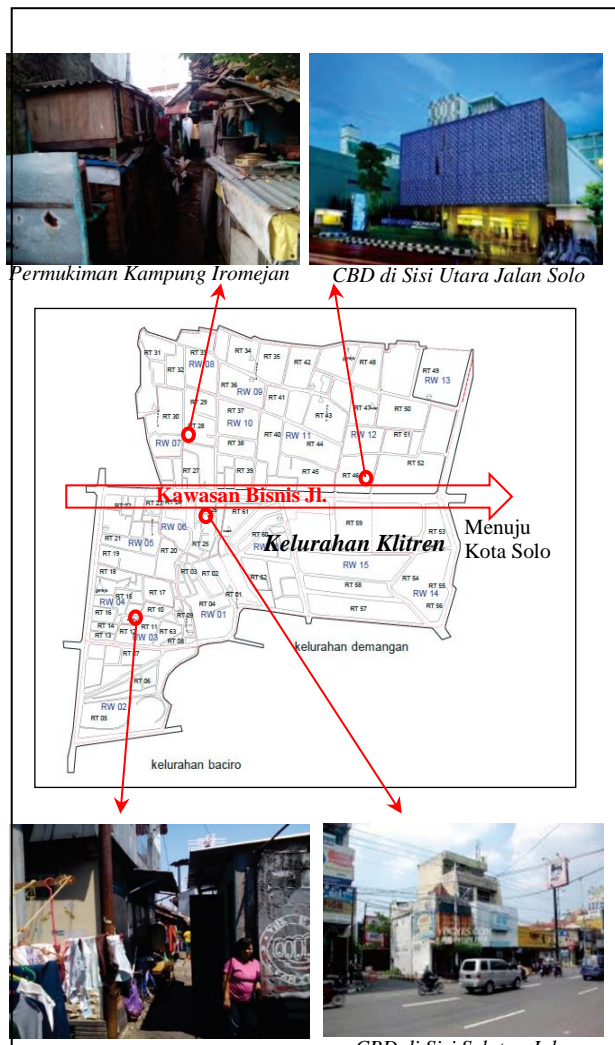 Permukiman Kampung Iromejan
CBD di Sisi Utara Jalan Solo
RT 31
RT 32
RT 33
RW 08
RT 34
RT 35
RT 42
RT 48
RT 49
RW 13
RT 36
RW 09
RT 41
RT 29
RT 30
RT 28
RW 07
RT 37
RW 10
RT 38
RT 40
RT 43
RW 11
RT 44
RT 47
RW 12
RT 50
RT 51
RT 52
RT 27
RT 39
RT 45
RT 46
Kawasan Bisnis Jl.
RT 23
RW 06
RT 61
RT 21
RW 05
RT 19
RT 20
RT 25
RT 60
Kelurahan Klitren
RT 59
RT 53
Menuju
Kota Solo
RT 18
RT 03
RT 02
RT 62
RW 15
RT 58
RT 54
RT 55
RW 14
RT 56
RT 57
gereja
RW 04
RT 15
RT 17
RT 16
RT 10
RT 09
RT 04
RT 01
RW 01
RT 14
RT 13
RT 12
RT 11
RT 63
RW 03
RT 08
RT 07
kelurahan demangan
RT 06
RW 02
RT 05
kelurahan baciro